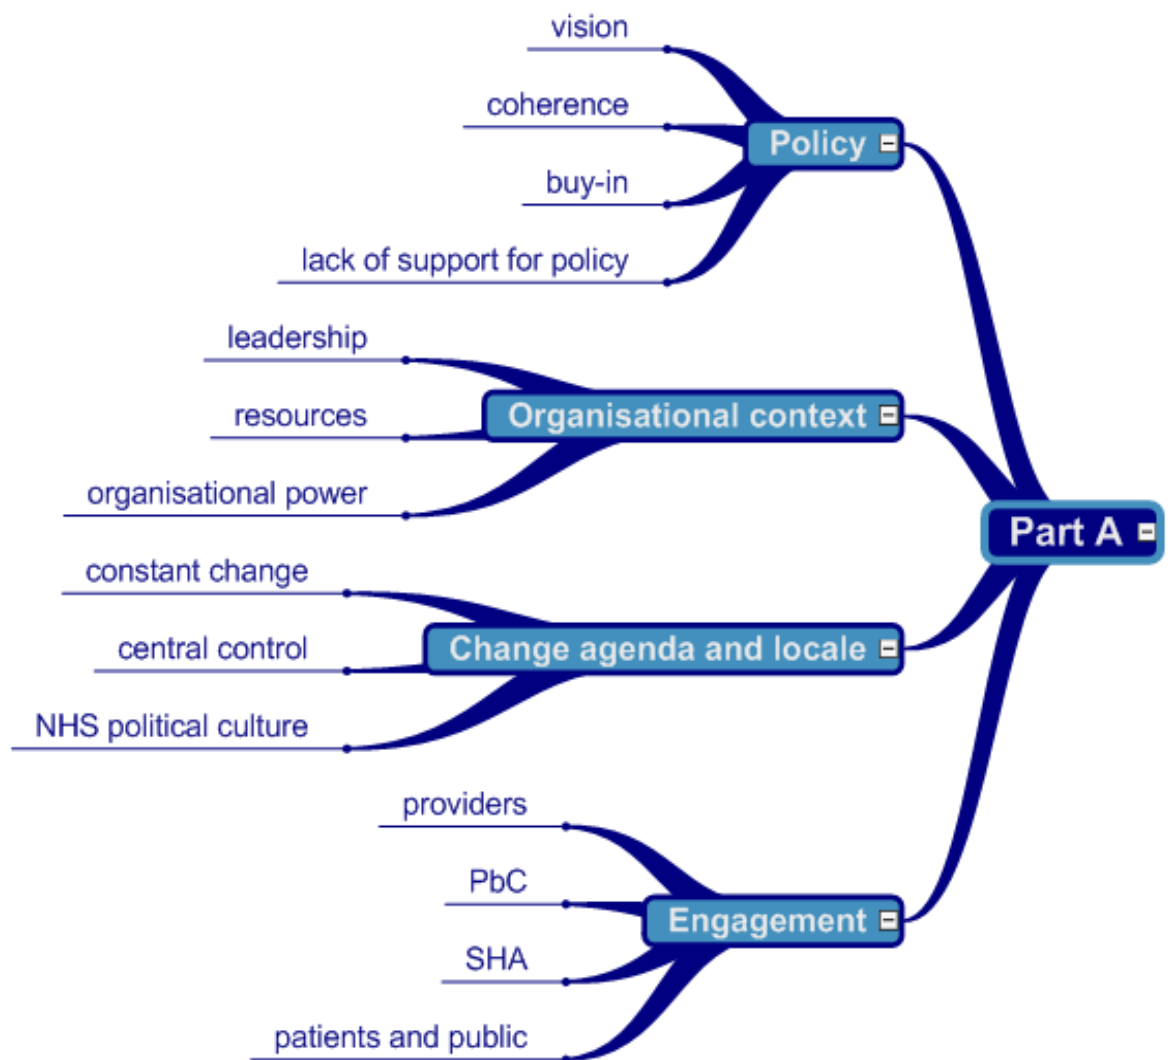 vision
coherence
Policy
buy-in
lack of support for policy
leadership
resources
Organisational context
organisational power
Part A
constant change
central control
Change agenda and locale
NHS political culture
providers
PbC
Engagement
SHA
patients and public